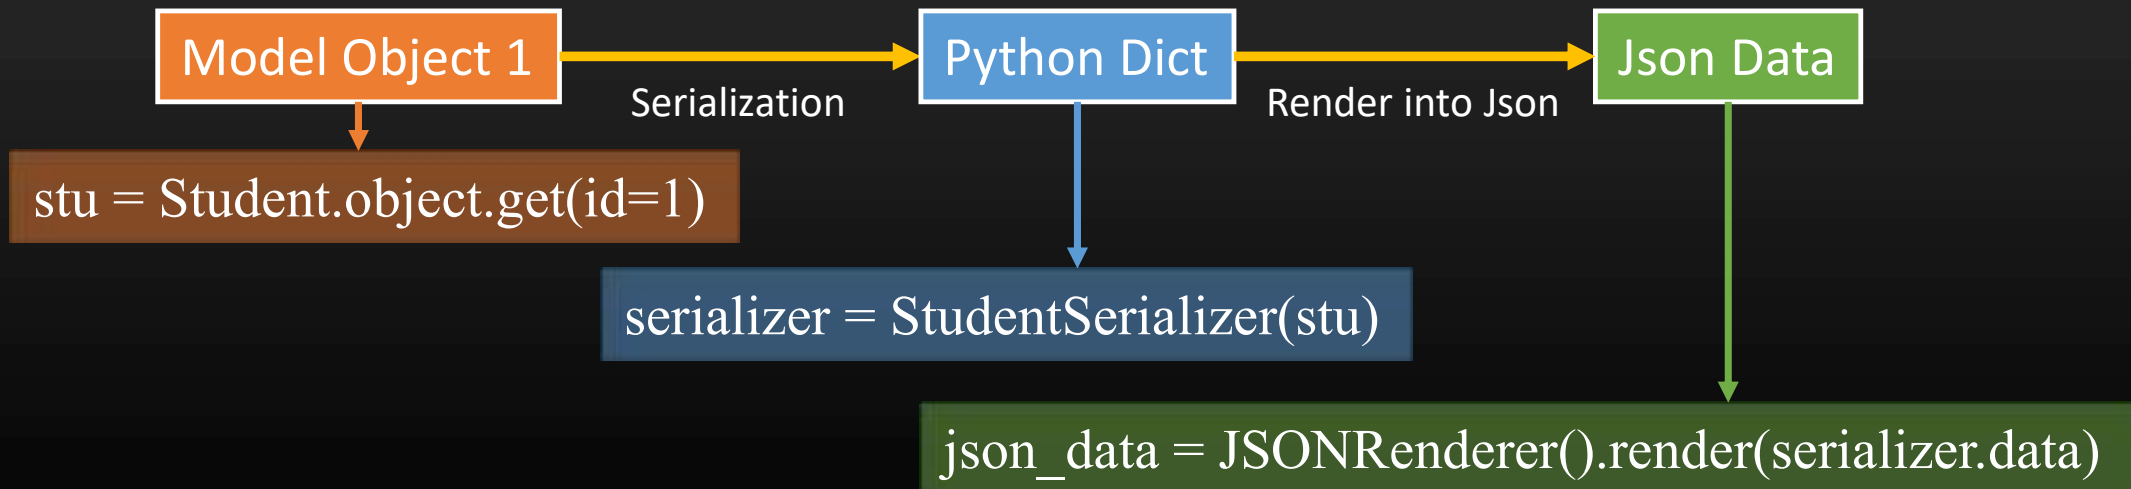 Model Object 1
Python Dict
Json Data
Serialization
Render into Json
stu = Student.object.get(id=1)
serializer = StudentSerializer(stu)
json_data = JSONRenderer().render(serializer.data)